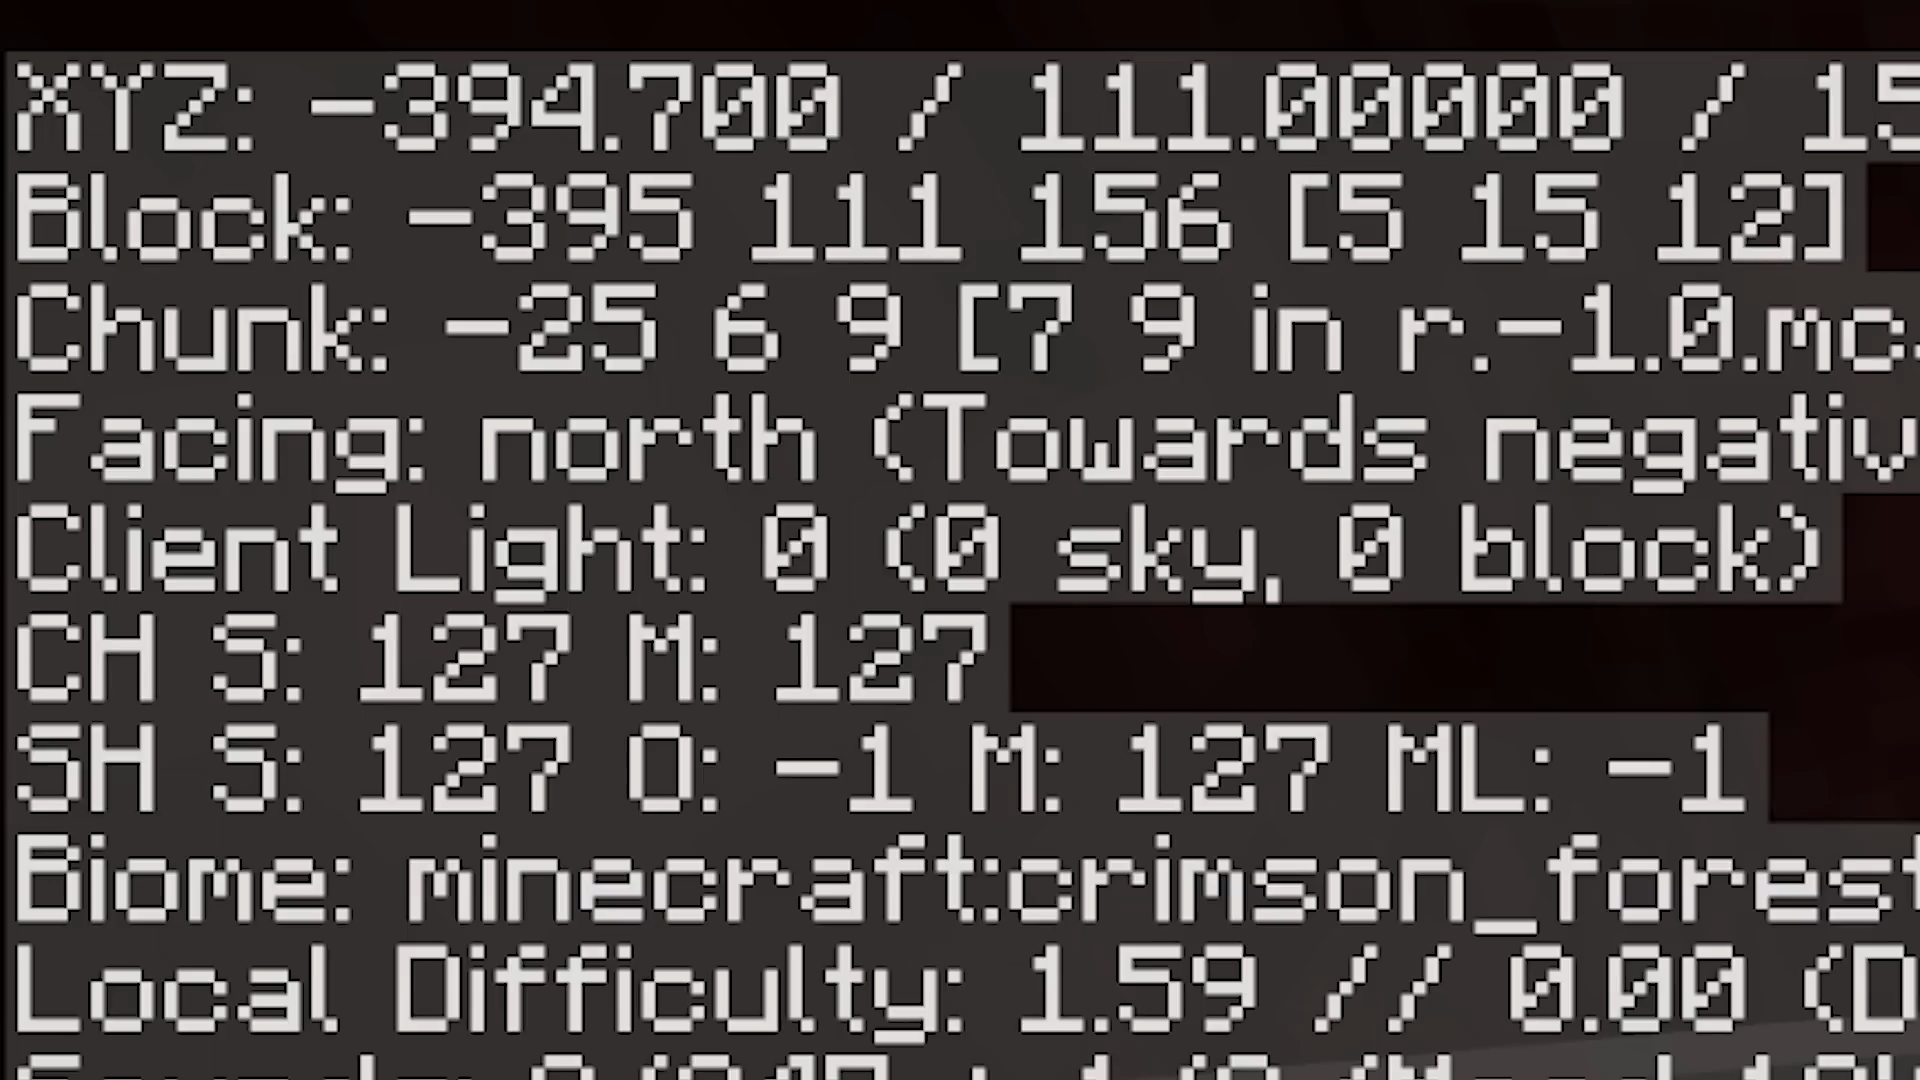 XYZ: -394.700 / 111.00000 / 15
Block: -395 111 156 [5 15 12]
Chunk: -25 6 9 [7 9 in r.-1.0.mc
Facing: north (Towards negativ
Client Light: 0 (0 sky, 0 block)
CH S: 127 M: 127
SH S: 127 O: -1 M: 127 ML: -1
Biome: minecraft:crimson_forest
Local Difficulty: 1.59 // 0.00 (D